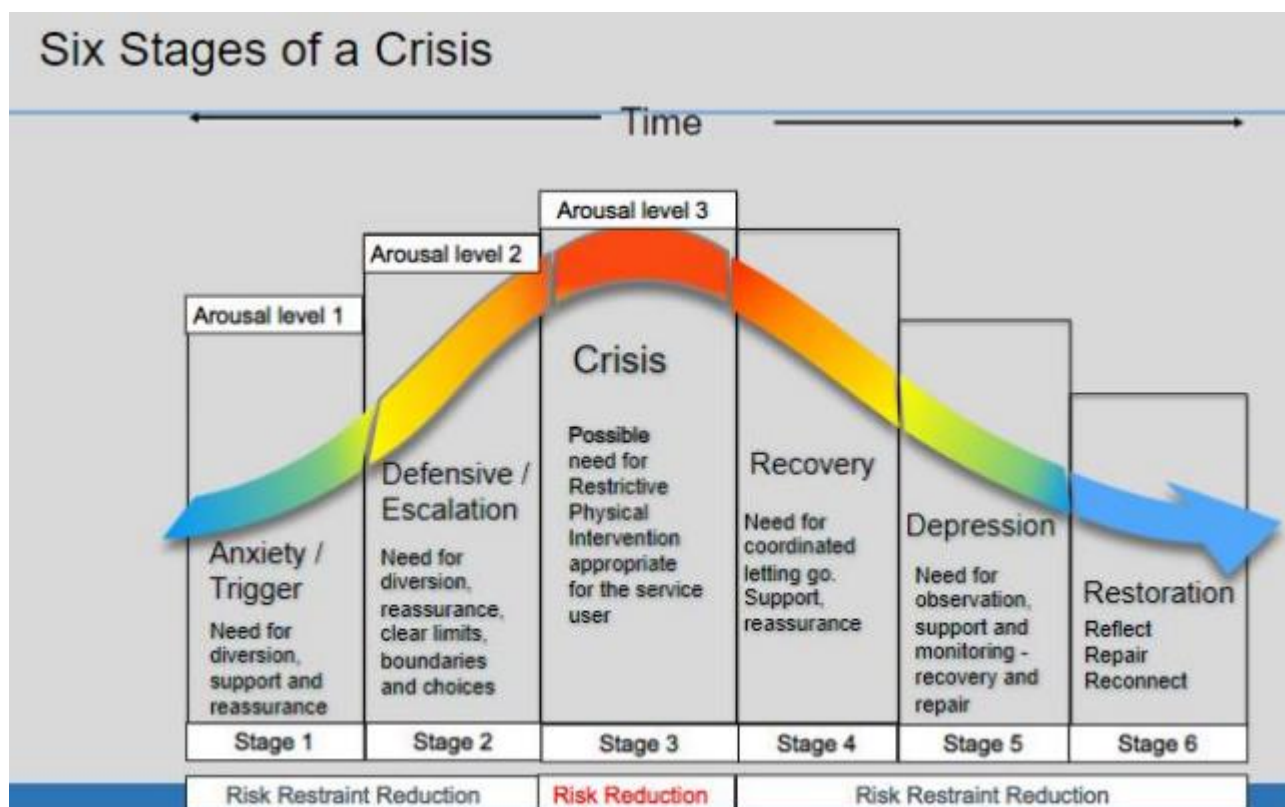 Six Stages of a Crisis
Time
Arousal level 1
Anxiety /
Trigger
Need for
diversion,
support and
reassurance
Stage 1
Arousal level 2
Defensive /
Escalation
Need for
diversion,
reassurance,
clear limits,
boundaries
and choices
Stage 2
Arousal level 3
Crisis
Possible
need for
Restrictive
Physical
Intervention
appropriate
for the service
user
Stage 3
Recovery
Need for
coordinated
letting go.
Support,
reassurance
Stage 4
Depression
Need for
observation,
support and
monitoring -
recovery and
repair
Stage 5
Restoration
Reflect
Repair
Reconnect
Stage 6
Risk Restraint Reduction
Risk Reduction
Risk Restraint Reduction